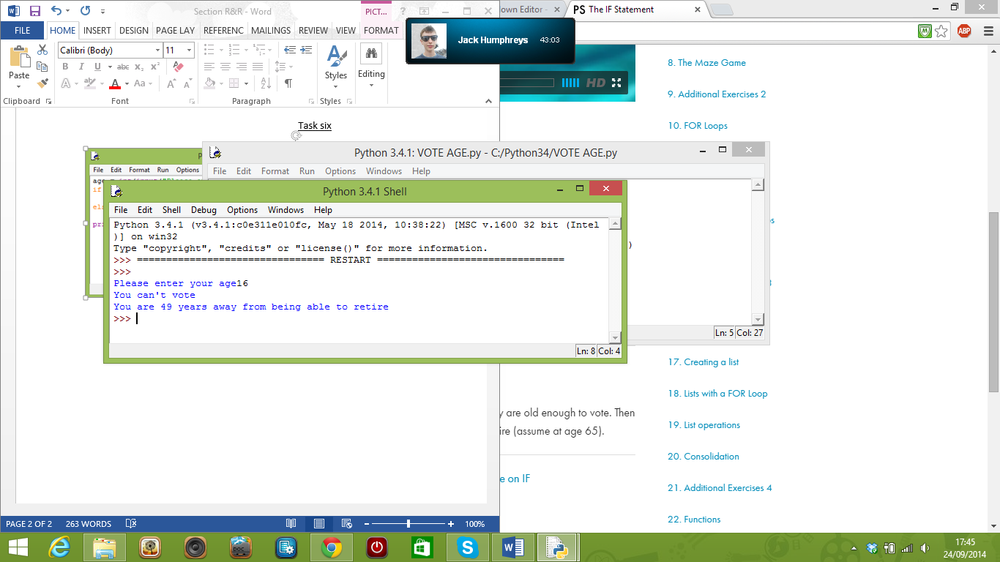 Section R&R - Word
PICT...
FILE
HOME
INSERT
DESIGN
PAGE LAY
REFERENC
MAILINGS
REVIEW
VIEW
FORMAT
Paste
Calibri (Body)
11
B I U abc x₂ x²
Aa
Styles
Editing
Clipboard
Font
Paragraph
Styles
Jack Humphreys 43:03
own Editor -
PS The IF Statement
ABP
HD
8. The Maze Game
9. Additional Exercises 2
10. FOR Loops
Task six
File Edit Format Run Options
if
Python 3.4.1: VOTE AGE.py - C:/Python34/VOTE AGE.py
File Edit Format Run Options Windows Help
)
Ln: 5 Col: 27
Python 3.4.1 Shell
File Edit Shell Debug Options Windows Help
Python 3.4.1 (v3.4.1:c0e311e010fc, May 18 2014, 10:38:22) [MSC v.1600 32 bit (Intel
)] on win32
Type "copyright", "credits" or "license()" for more information.
>>> ================================ RESTART ================================
>>>
Please enter your age16
You can't vote
You are 49 years away from being able to retire
>>>
Ln: 8 Col: 4
17. Creating a list
18. Lists with a FOR Loop
19. List operations
20. Consolidation
21. Additional Exercises 4
22. Functions
y are old enough to vote. Then
ire (assume at age 65).
e on IF
PAGE 2 OF 2
263 WORDS
100%
DOC
17:45
24/09/2014